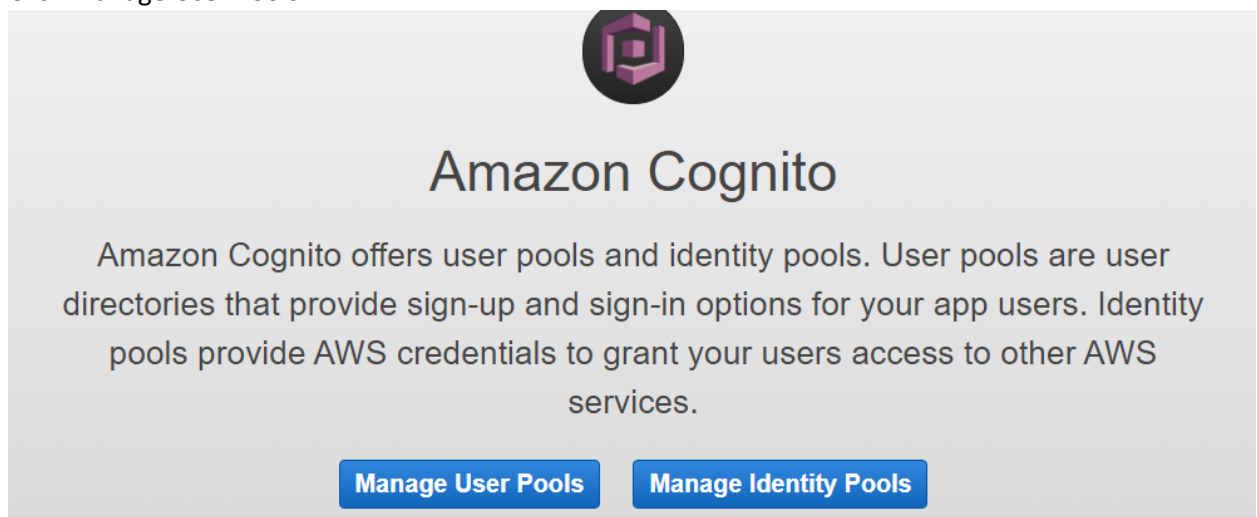 Amazon Cognito
Amazon Cognito offers user pools and identity pools. User pools are user
directories that provide sign-up and sign-in options for your app users. Identity
pools provide AWS credentials to grant your users access to other AWS
services.
Manage User Pools Manage Identity Pools